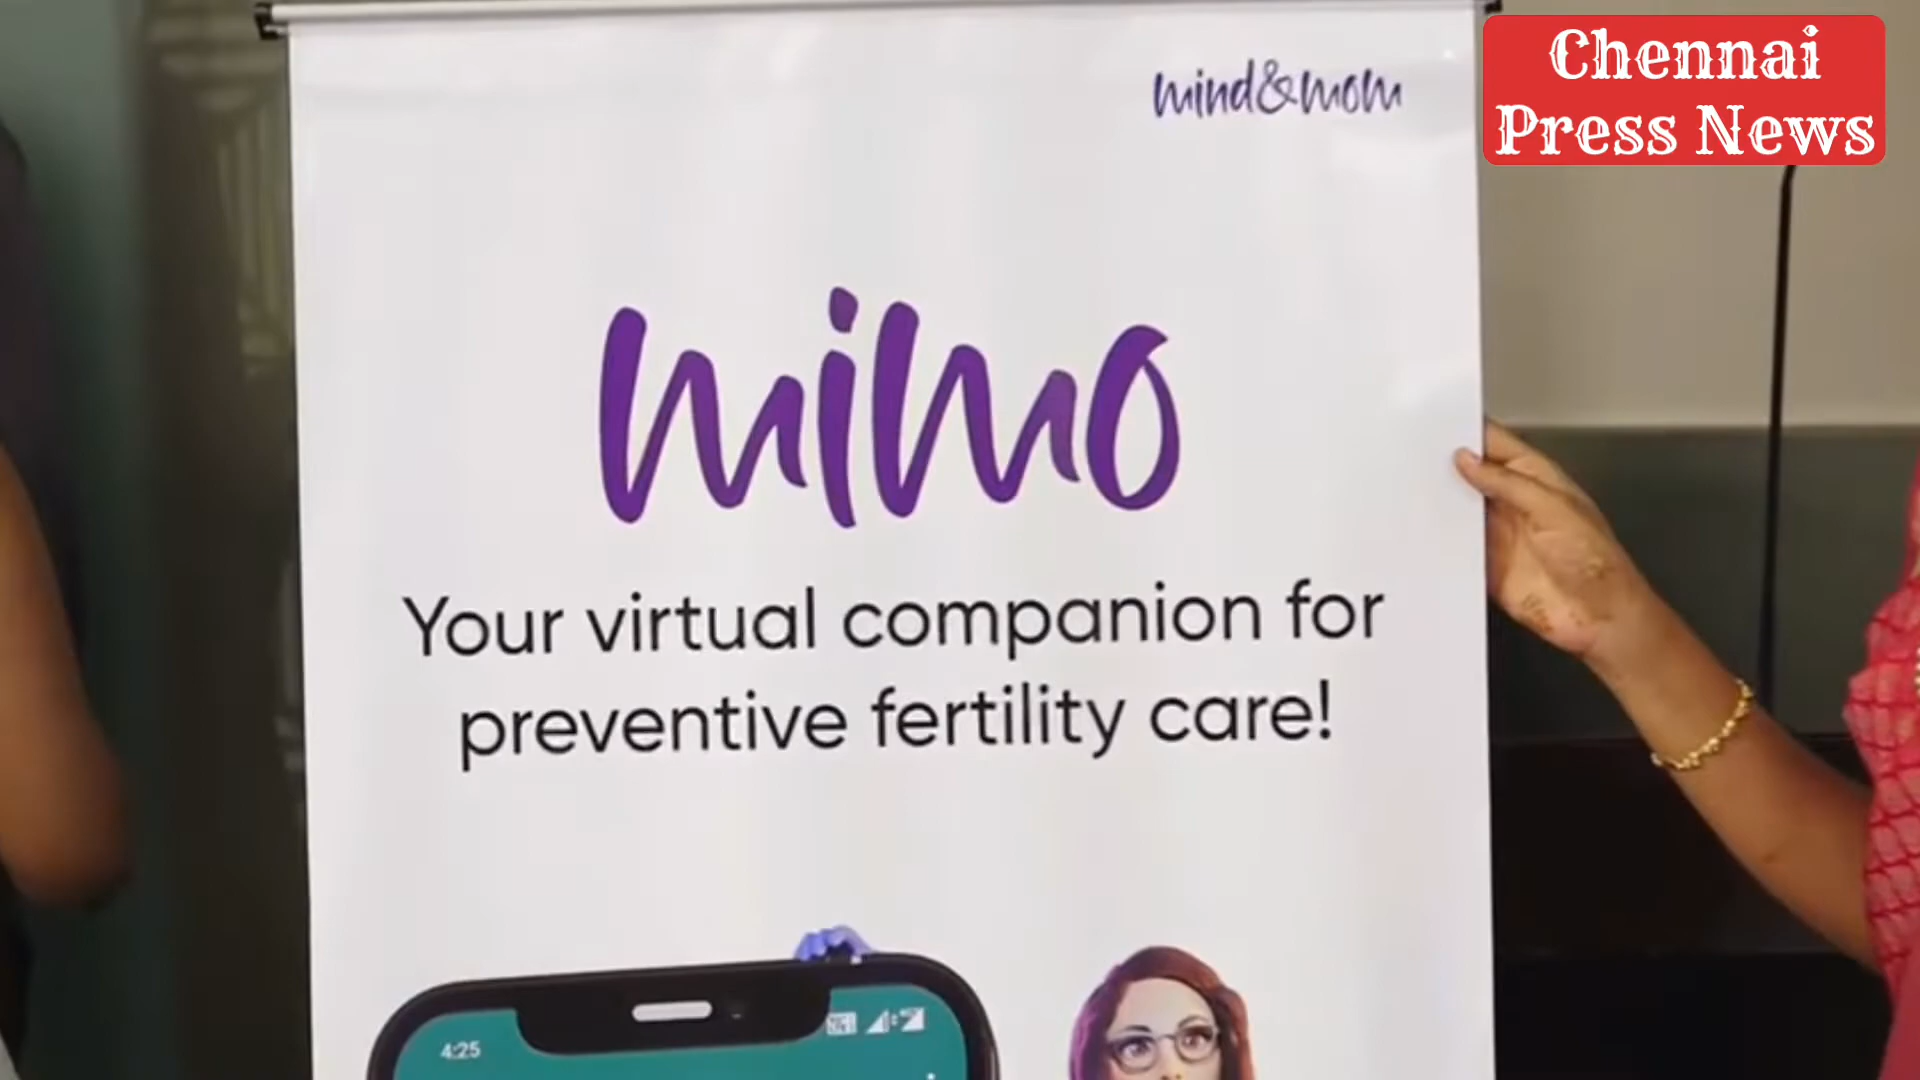 mind&mom
Chennai
Press News
mimo
Your virtual companion for
preventive fertility care!
4:25